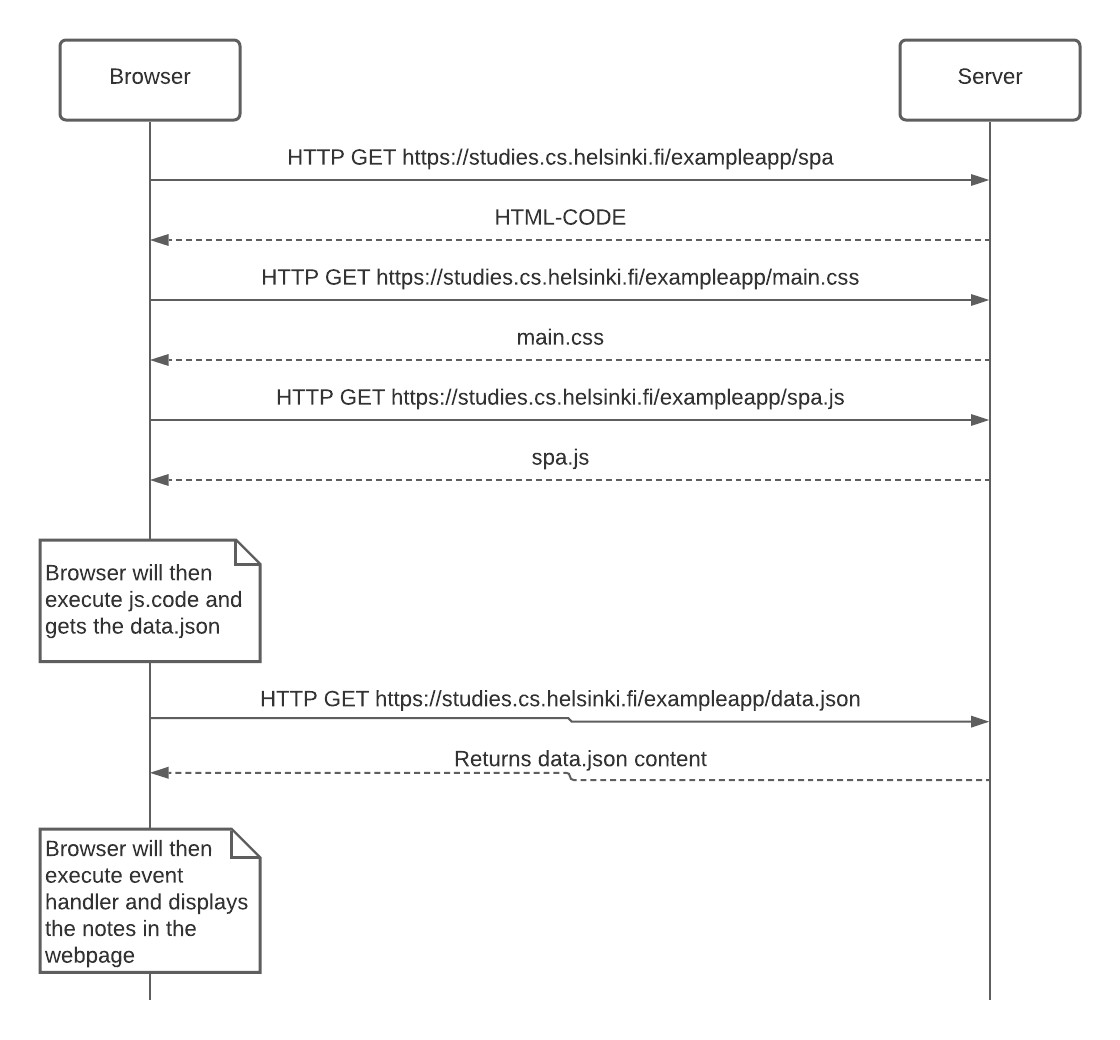 Browser
Server
HTTP GET https://studies.cs.helsinki.fi/exampleapp/spa
HTML-CODE
HTTP GET https://studies.cs.helsinki.fi/exampleapp/main.css
main.css
HTTP GET https://studies.cs.helsinki.fi/exampleapp/spa.js
spa.js
Browser will then
execute js.code and
gets the data.json
HTTP GET https://studies.cs.helsinki.fi/exampleapp/data.json
Returns data.json content
Browser will then
execute event
handler and displays
the notes in the
webpage